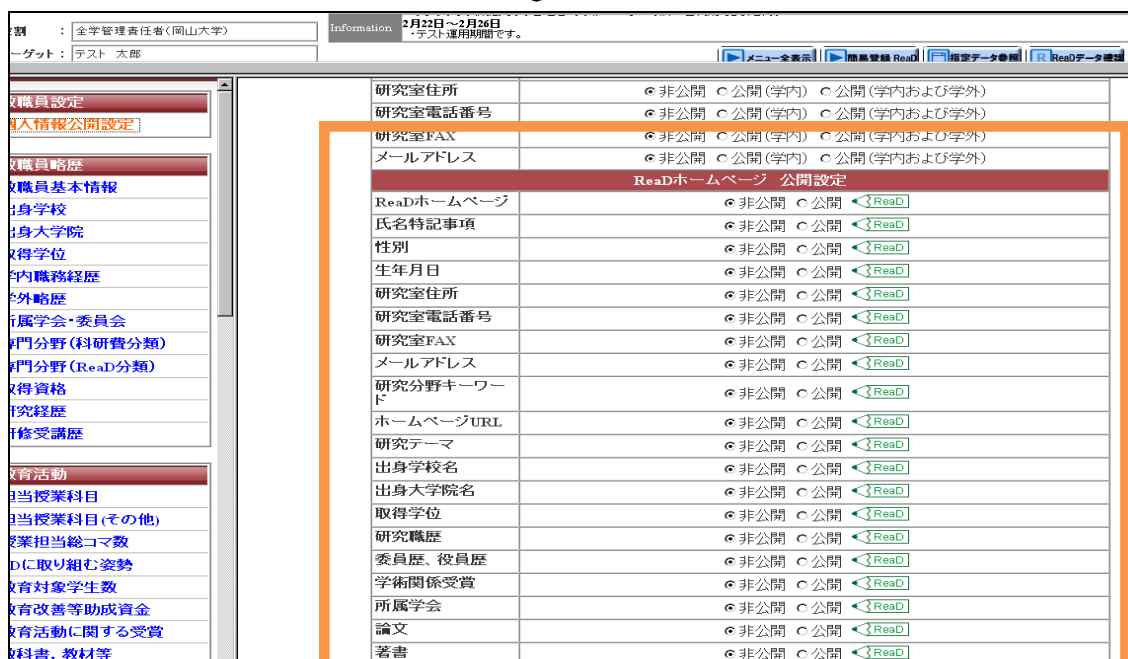 割 : 全学管理責任者(岡山大学)
ーゲット : テスト 太郎
Information
2月22日～2月26日
・テスト運用期間です。
メニュー全表示 簡易登録 ReaD 指定データ参照 R ReaDデータ確認
職員設定
人情報公開設定
職員略歴
職員基本情報
身学校
身大学院
得学位
内職務経歴
外略歴
属学会・委員会
門分野(科研費分類)
門分野(ReaD分類)
得資格
究経歴
修受講歴
育活動
当授業科目
当授業科目(その他)
業担当総コマ数
Dに取り組む姿勢
育対象学生数
育改善等助成資金
育活動に関する受賞
科書, 教材等
研究室住所 非公開 公開(学内) 公開(学内および学外)
研究室電話番号 非公開 公開(学内) 公開(学内および学外)
研究室FAX 非公開 公開(学内) 公開(学内および学外)
メールアドレス 非公開 公開(学内) 公開(学内および学外)
ReaDホームページ 公開設定
ReaDホームページ 非公開 公開 ReaD
氏名特記事項 非公開 公開 ReaD
性別 非公開 公開 ReaD
生年月日 非公開 公開 ReaD
研究室住所 非公開 公開 ReaD
研究室電話番号 非公開 公開 ReaD
研究室FAX 非公開 公開 ReaD
メールアドレス 非公開 公開 ReaD
研究分野キーワー
ド 非公開 公開 ReaD
ホームページURL 非公開 公開 ReaD
研究テーマ 非公開 公開 ReaD
出身学校名 非公開 公開 ReaD
出身大学院名 非公開 公開 ReaD
取得学位 非公開 公開 ReaD
研究職歴 非公開 公開 ReaD
委員歴、役員歴 非公開 公開 ReaD
学術関係受賞 非公開 公開 ReaD
所属学会 非公開 公開 ReaD
論文 非公開 公開 ReaD
著書 非公開 公開 ReaD